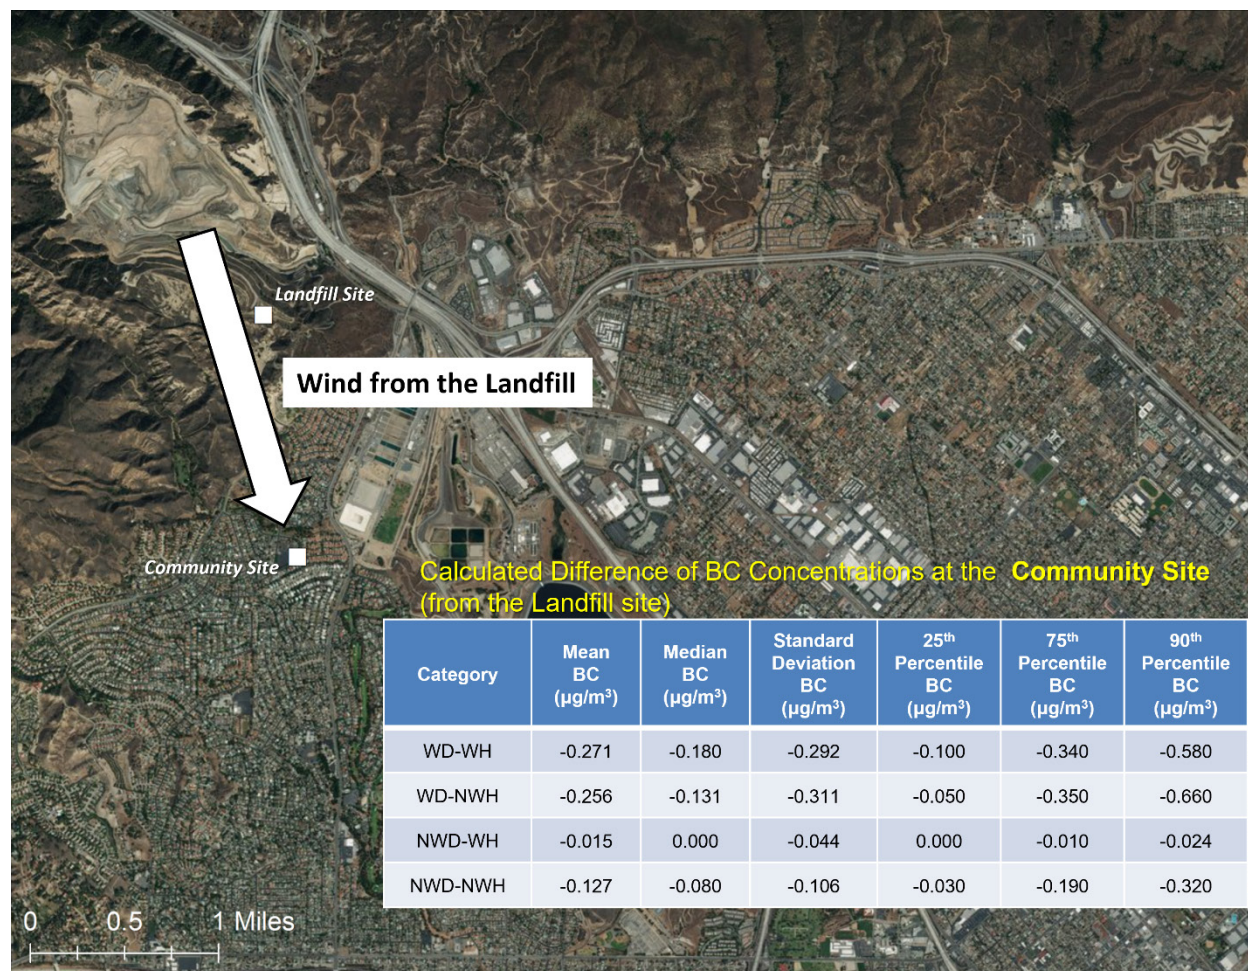 Landfill Site
Wind from the Landfill
Community Site
Calculated Difference of BC Concentrations at the Community Site
(from the Landfill site)
Category
Mean
BC
(µg/m³)
Median
BC
(µg/m³)
Standard
Deviation
BC
(µg/m³)
25th
Percentile
BC
(µg/m³)
75th
Percentile
BC
(µg/m³)
90th
Percentile
BC
(µg/m³)
WD-WH -0.271 -0.180 -0.292 -0.100 -0.340 -0.580
WD-NWH -0.256 -0.131 -0.311 -0.050 -0.350 -0.660
NWD-WH -0.015 0.000 -0.044 0.000 -0.010 -0.024
NWD-NWH -0.127 -0.080 -0.106 -0.030 -0.190 -0.320
0 0.5 1 Miles